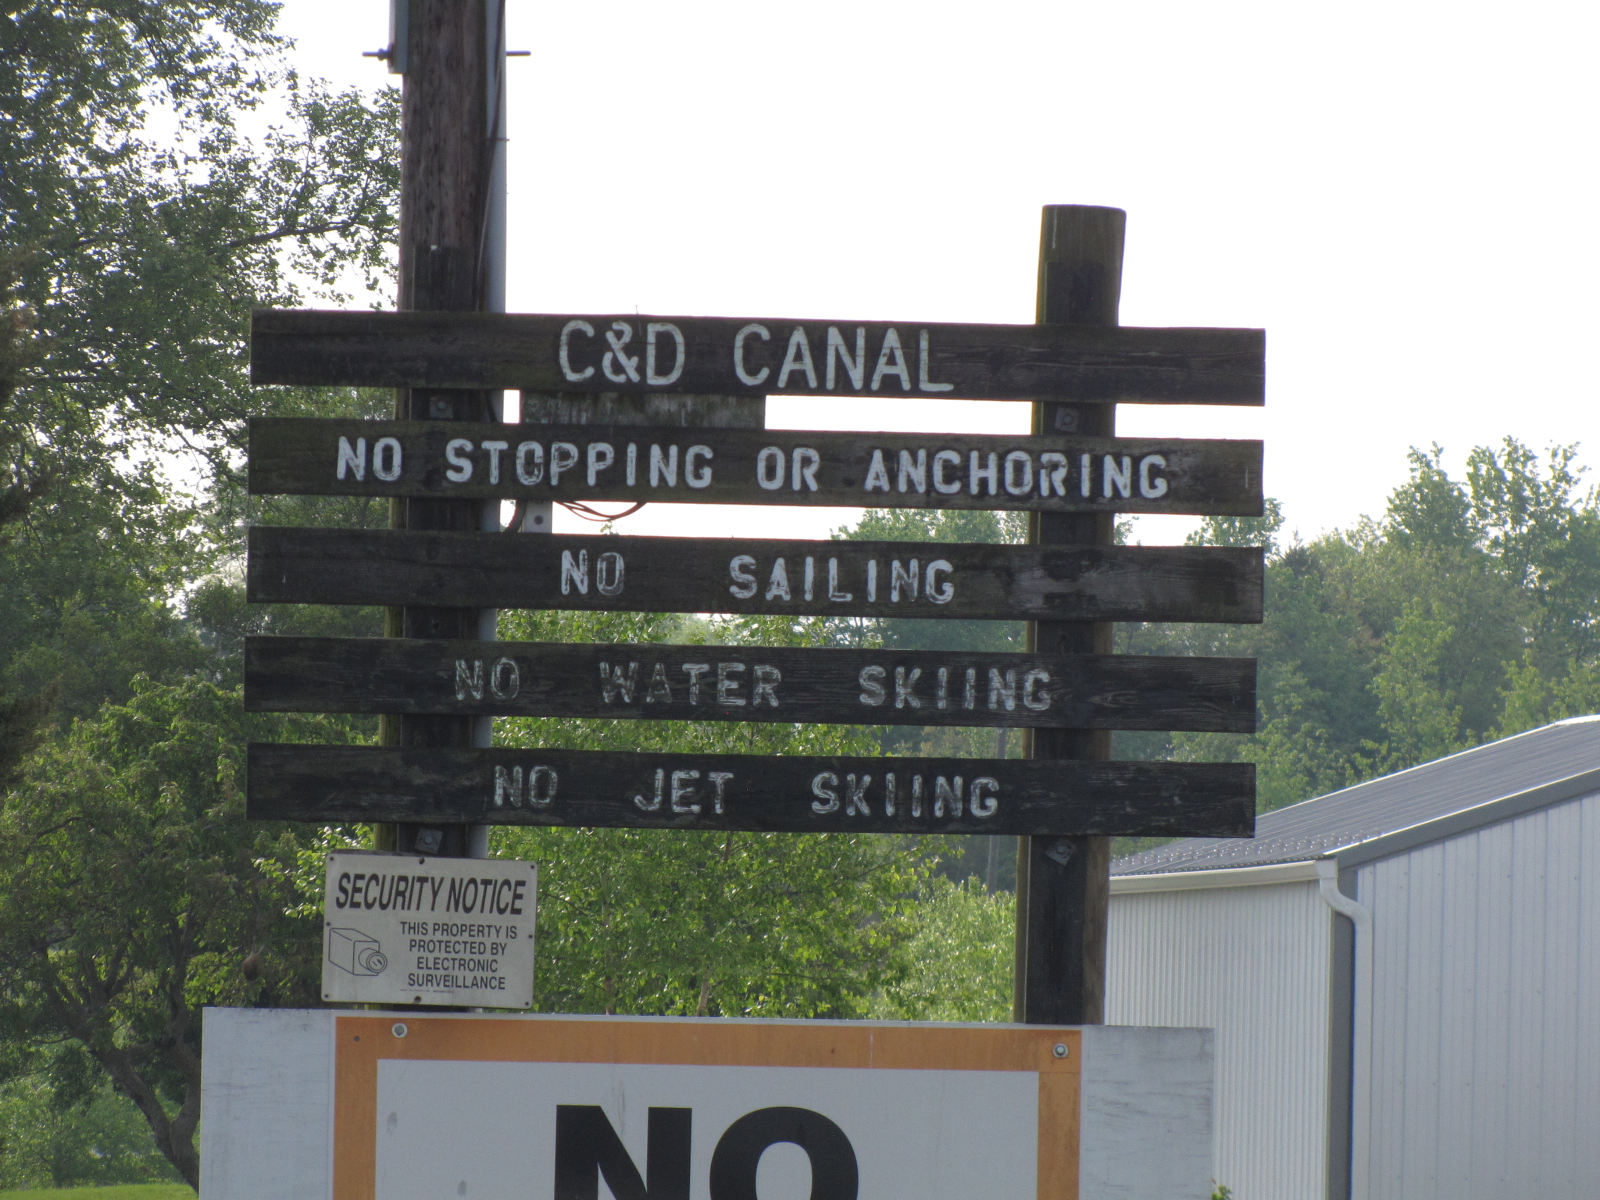 C&D CANAL
NO STOPPING OR ANCHORING
NO SAILING
NO WATER SKIING
NO JET SKIING
SECURITY NOTICE
THIS PROPERTY IS
PROTECTED BY
ELECTRONIC
SURVEILLANCE
NO